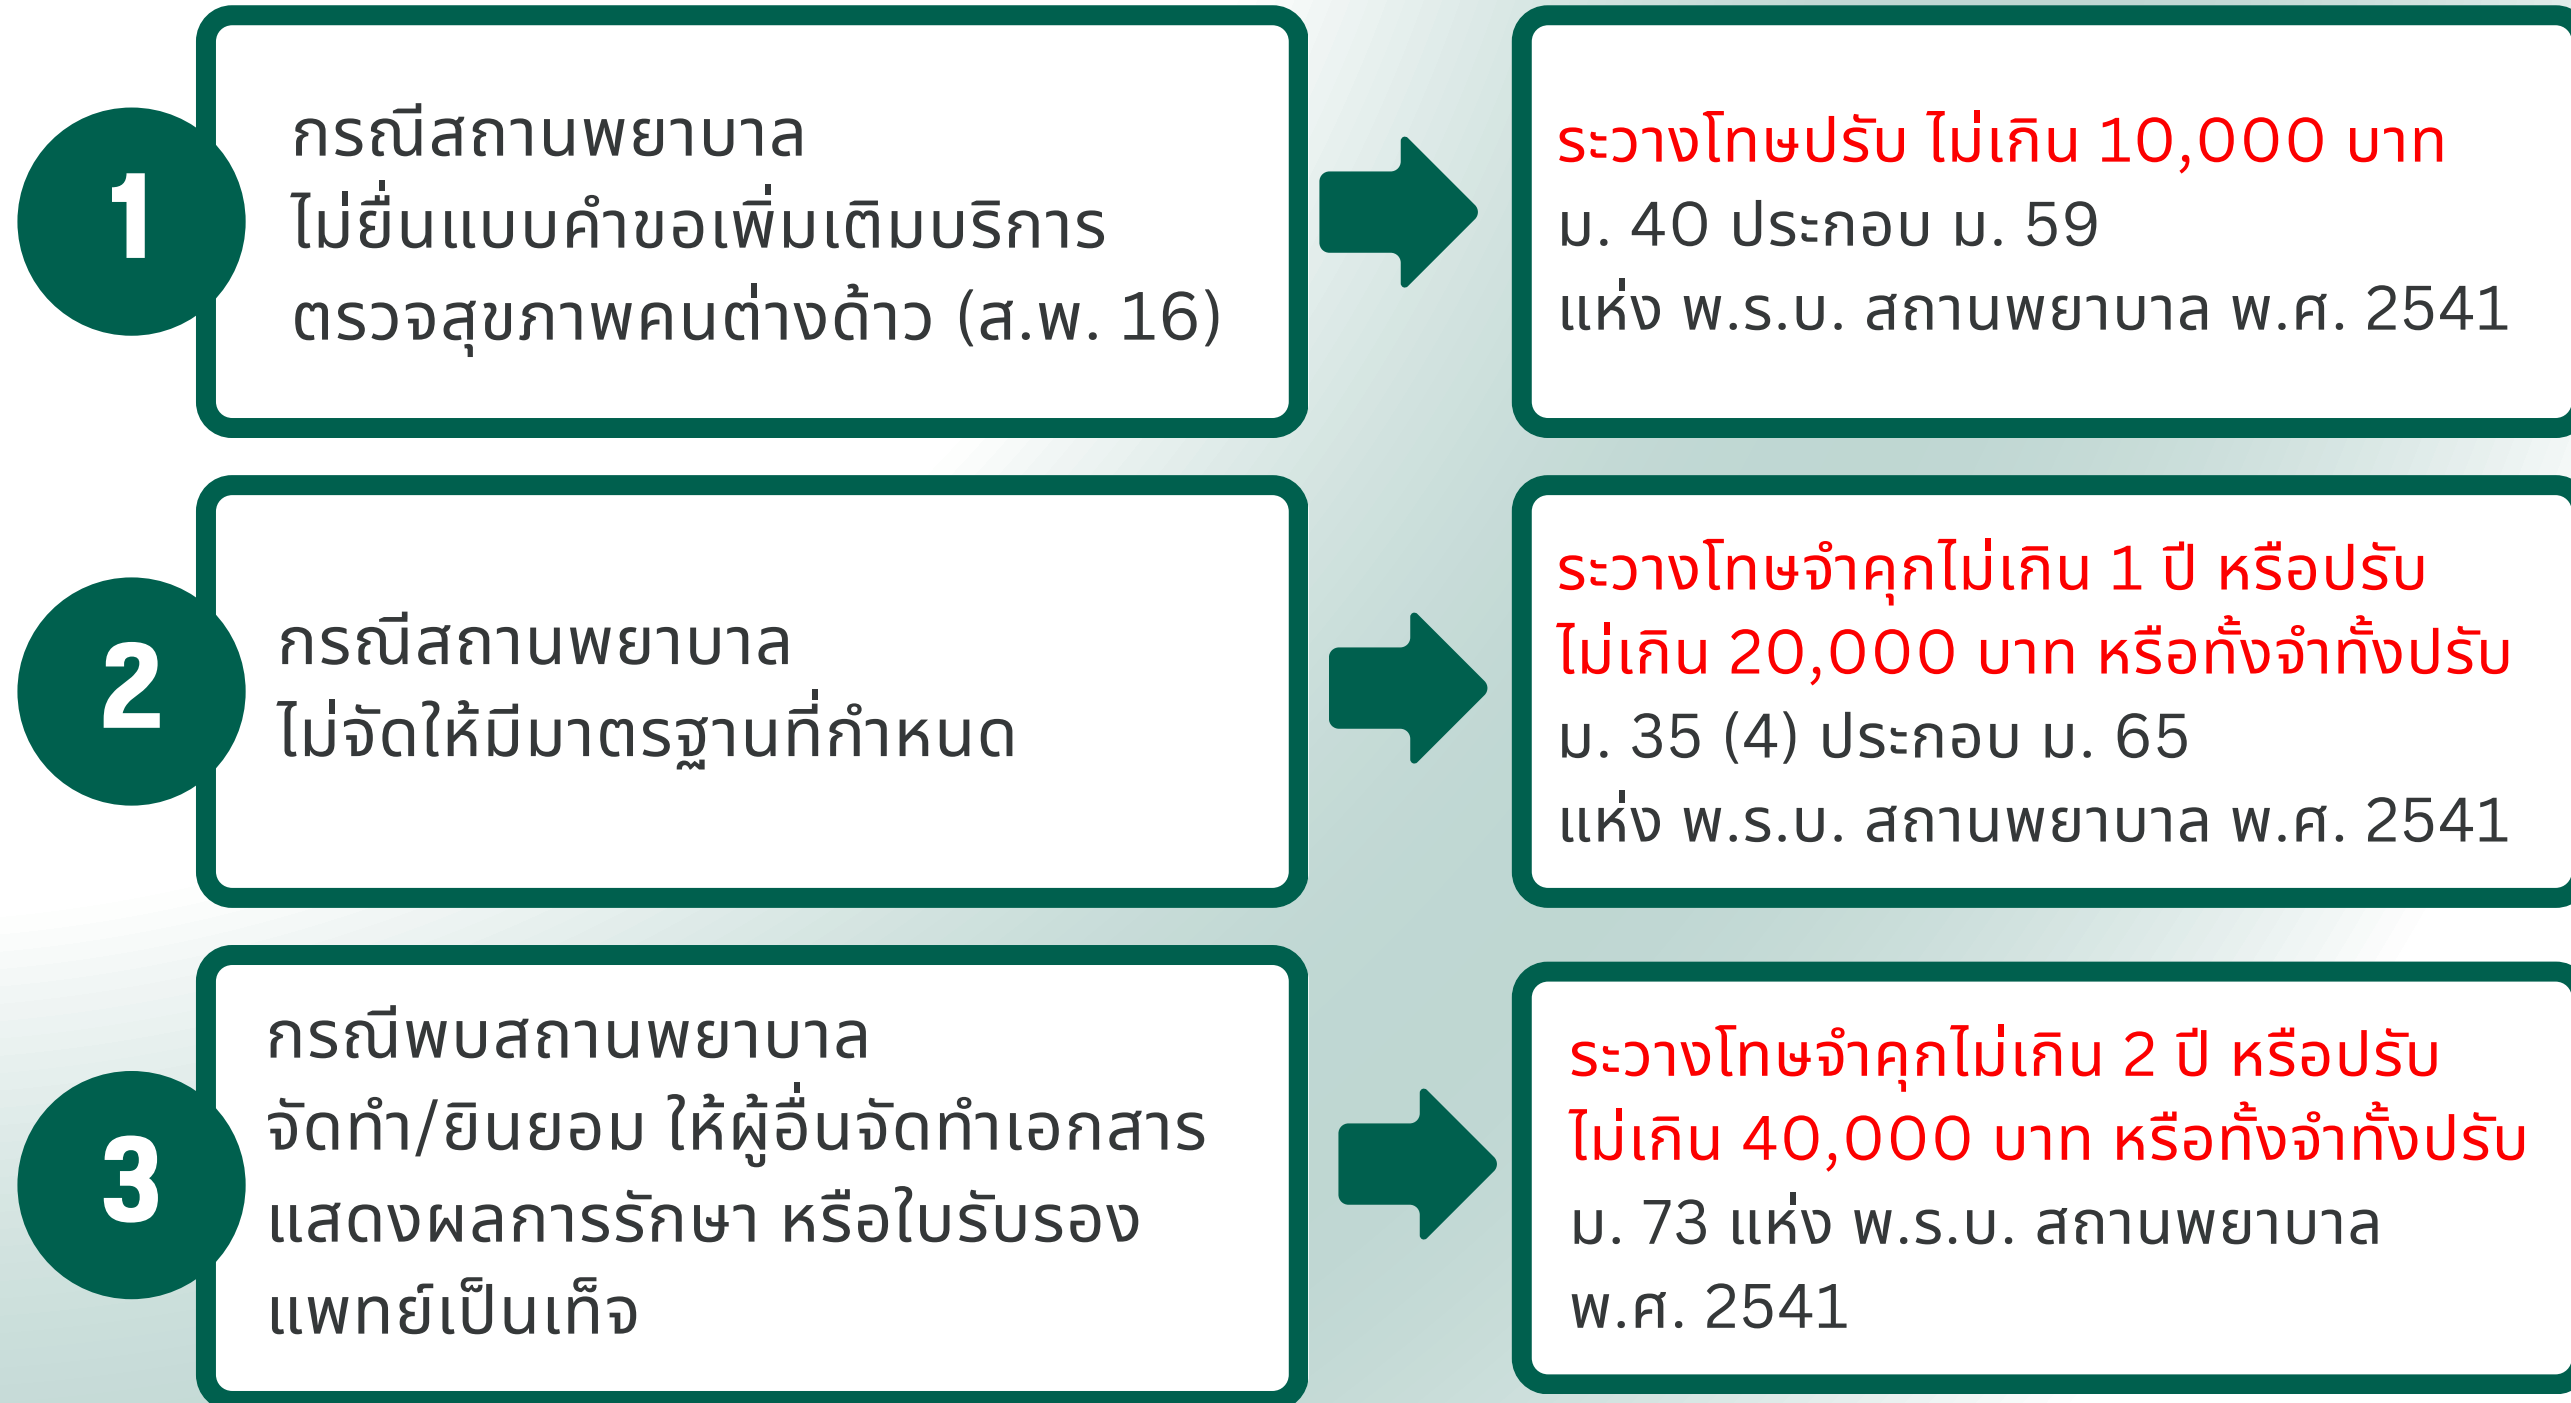 1
กรณีสถานพยาบาล
ไม่ยื่นแบบคำขอเพิ่มเติมบริการ
ตรวจสุขภาพคนต่างด้าว (ส.พ. 16)
ระวางโทษปรับ ไม่เกิน 10,000 บาท
ม. 40 ประกอบ ม. 59
แห่ง พ.ร.บ. สถานพยาบาล พ.ศ. 2541
2
กรณีสถานพยาบาล
ไม่จัดให้มีมาตรฐานที่กำหนด
ระวางโทษจำคุกไม่เกิน 1 ปี หรือปรับ
ไม่เกิน 20,000 บาท หรือทั้งจำทั้งปรับ
ม. 35 (4) ประกอบ ม. 65
แห่ง พ.ร.บ. สถานพยาบาล พ.ศ. 2541
3
กรณีพบสถานพยาบาล
จัดทำ/ยินยอม ให้ผู้อื่นจัดทำเอกสาร
แสดงผลการรักษา หรือใบรับรอง
แพทย์เป็นเท็จ
ระวางโทษจำคุกไม่เกิน 2 ปี หรือปรับ
ไม่เกิน 40,000 บาท หรือทั้งจำทั้งปรับ
ม. 73 แห่ง พ.ร.บ. สถานพยาบาล
พ.ศ. 2541